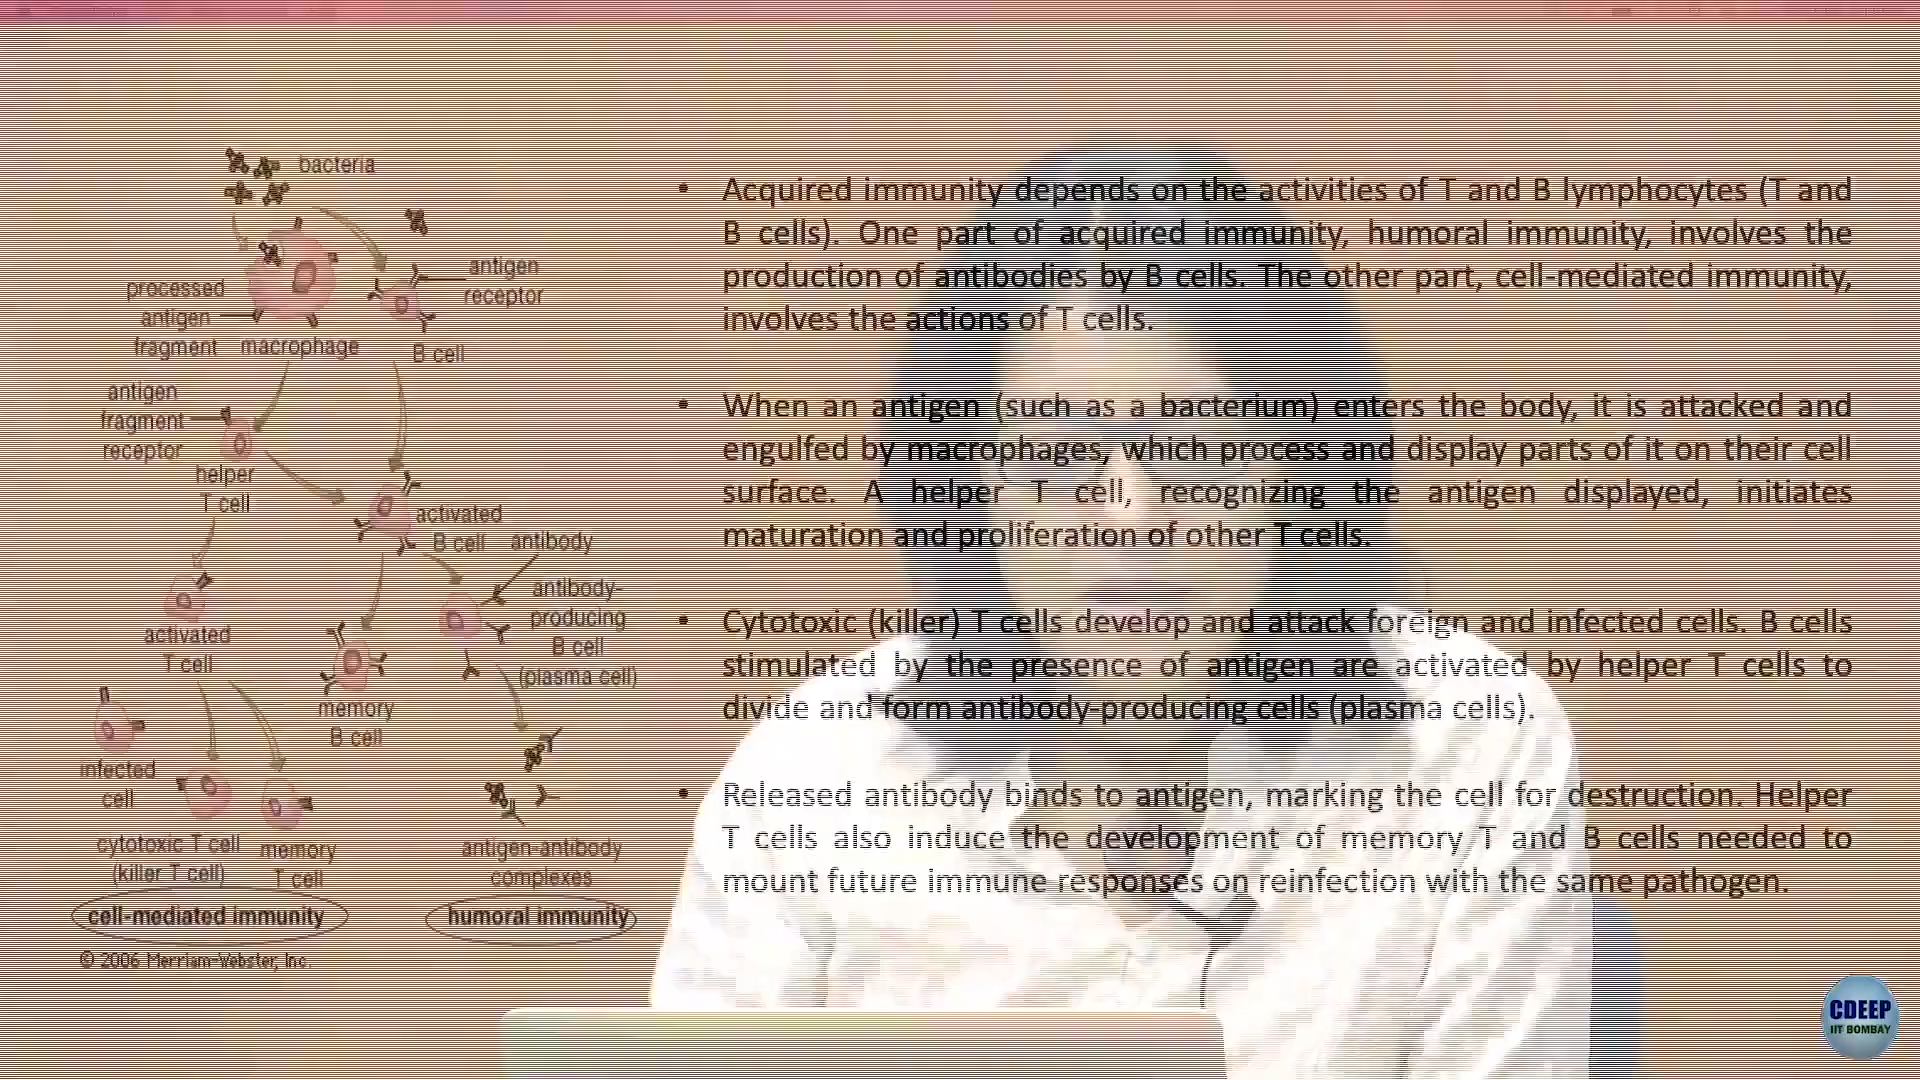 bacteria
antigen
receptor
processed
antigen
fragment
macrophage
B cell
antigen
fragment
receptor
helper
T cell
activated
B cell
antibody
antibody-
producing
B cell
(plasma cell)
activated
T cell
memory
B cell
infected
cell
cytotoxic T cell
(killer T cell)
memory
T cell
antigen-antibody
complexes
cell-mediated immunity
humoral immunity
© 2006 Merriam-Webster, Inc.
• Acquired immunity depends on the activities of T and B lymphocytes (T and
B cells). One part of acquired immunity, humoral immunity, involves the
production of antibodies by B cells. The other part, cell-mediated immunity,
involves the actions of T cells.
• When an antigen (such as a bacterium) enters the body, it is attacked and
engulfed by macrophages, which process and display parts of it on their cell
surface. A helper T cell, recognizing the antigen displayed, initiates
maturation and proliferation of other T cells.
• Cytotoxic (killer) T cells develop and attack foreign and infected cells. B cells
stimulated by the presence of antigen are activated by helper T cells to
divide and form antibody-producing cells (plasma cells).
• Released antibody binds to antigen, marking the cell for destruction. Helper
T cells also induce the development of memory T and B cells needed to
mount future immune responses on reinfection with the same pathogen.
CDEEP
IIT BOMBAY